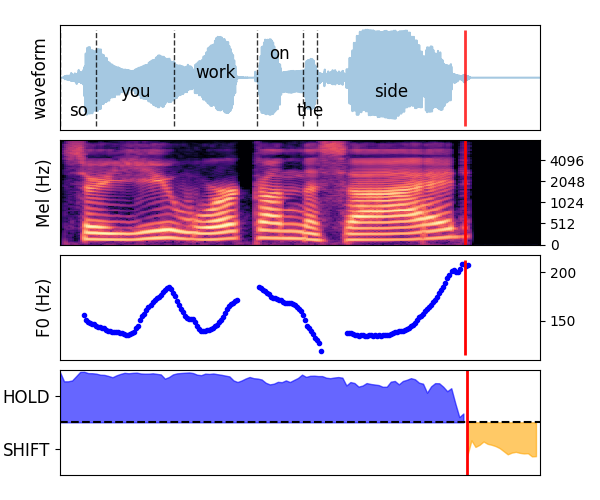 waveform
so
you
work
on
the
side
Mel (Hz)
4096
2048
1024
512
0
F0 (Hz)
200
150
HOLD
SHIFT